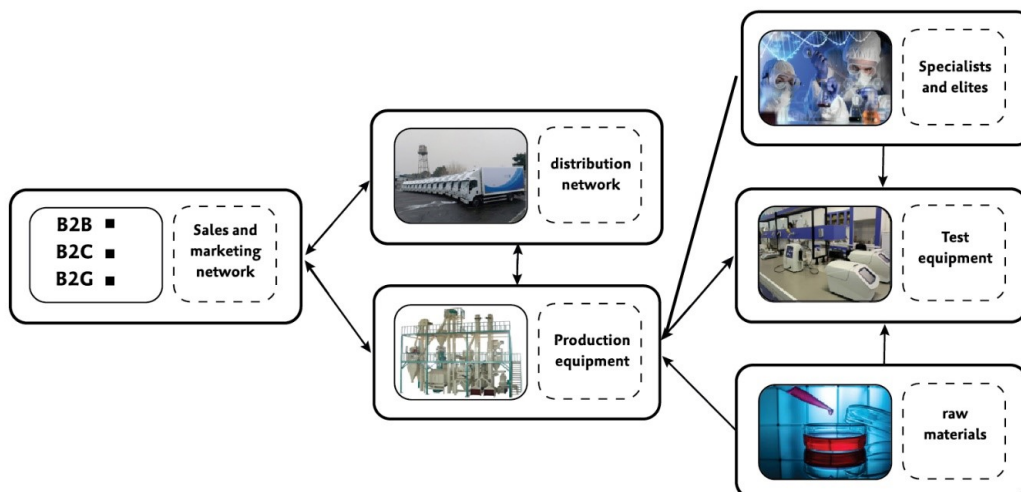 B2B ■
B2C ■
B2G ■
Sales and
marketing
network
distribution
network
Production
equipment
Specialists
and elites
Test
equipment
raw
materials